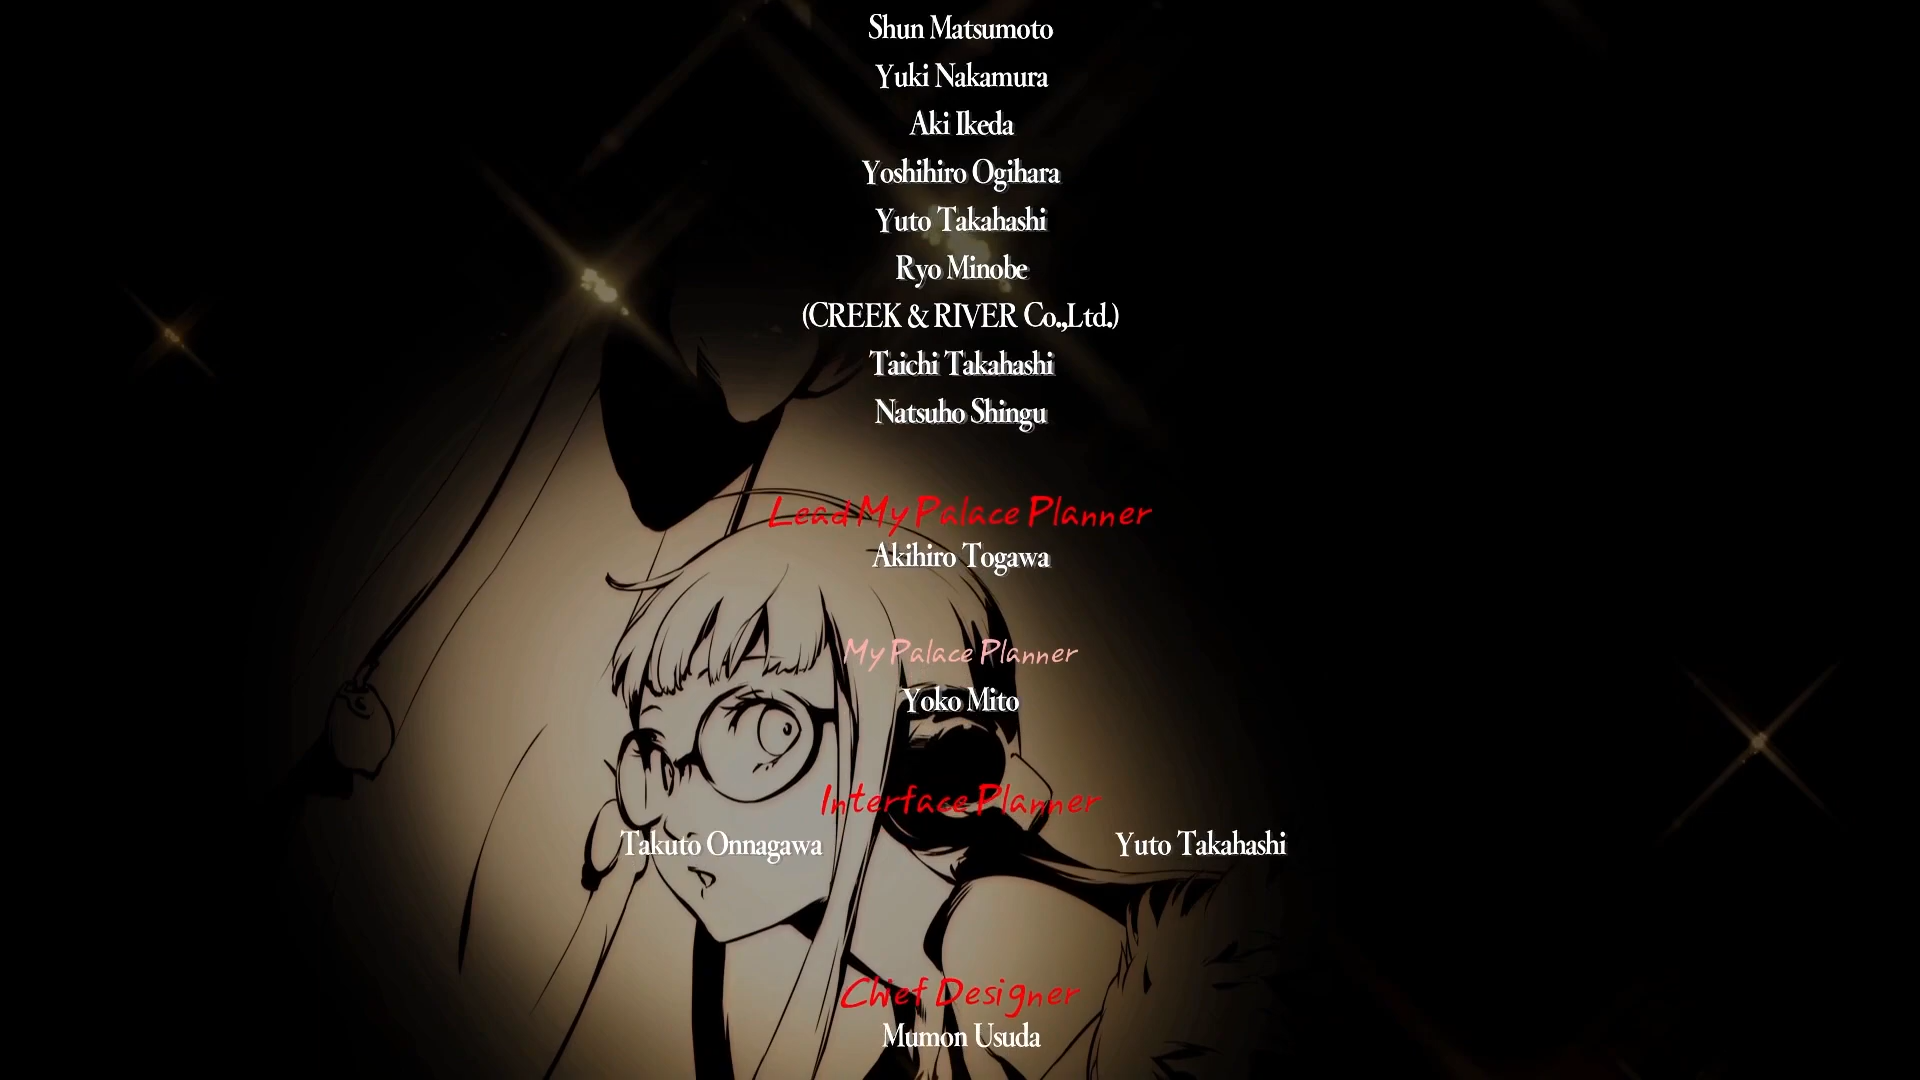 Shun Matsumoto
Yuki Nakamura
Aki Ikeda
Yoshihiro Ogihara
Yuto Takahashi
Ryo Minobe
(CREEK & RIVER Co.,Ltd.)
Taichi Takahashi
Natsuho Shingu
Lead My Palace Planner
Akihiro Togawa
My Palace Planner
Yoko Mito
Interface Planner
Takuto Onnagawa Yuto Takahashi
Chief Designer
Mumon Usuda